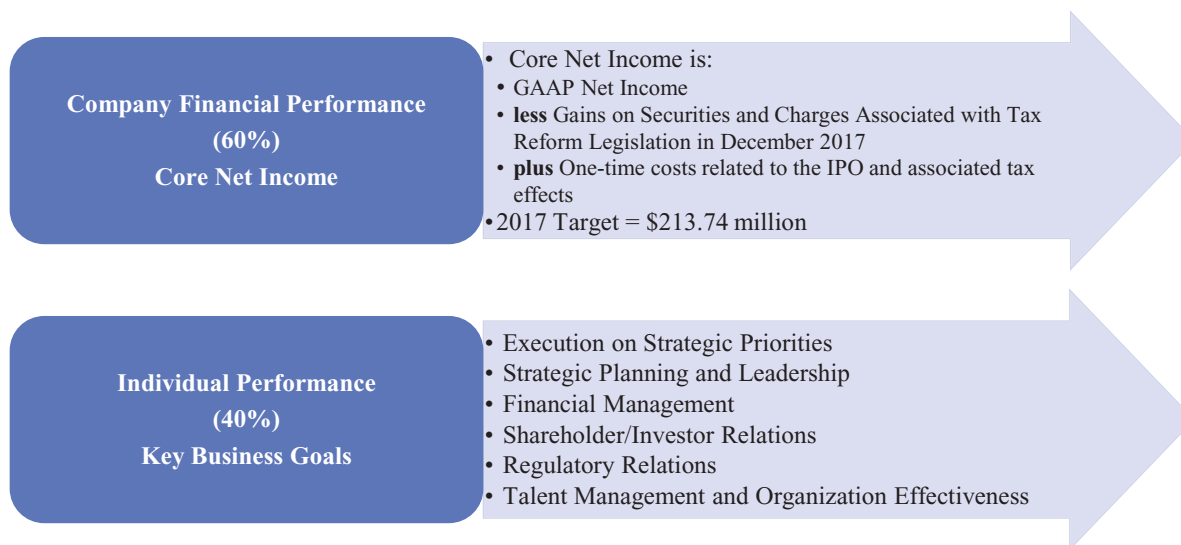 Company Financial Performance
(60%)
Core Net Income
• Core Net Income is:
• GAAP Net Income
• less Gains on Securities and Charges Associated with Tax
Reform Legislation in December 2017
• plus One-time costs related to the IPO and associated tax
effects
•2017 Target = $213.74 million
Individual Performance
(40%)
Key Business Goals
• Execution on Strategic Priorities
• Strategic Planning and Leadership
• Financial Management
• Shareholder/Investor Relations
• Regulatory Relations
• Talent Management and Organization Effectiveness